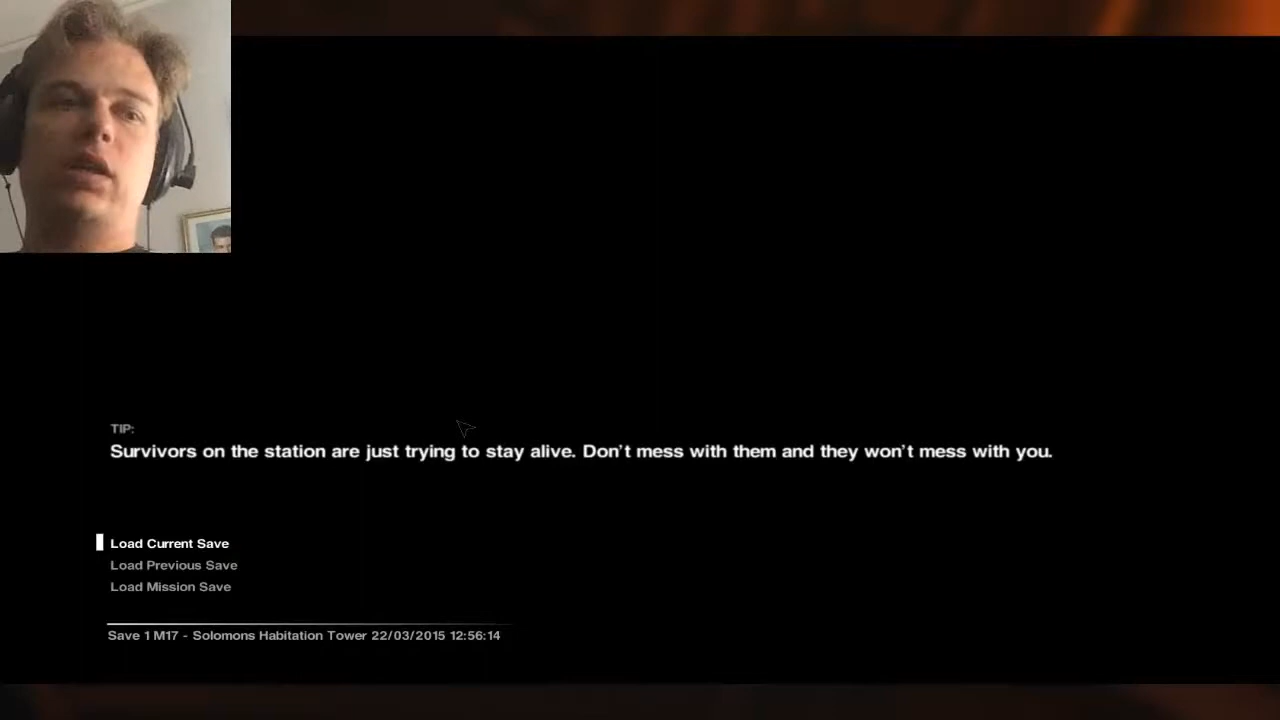 TIP:
Survivors on the station are just trying to stay alive. Don't mess with them and they won't mess with you.
Load Current Save
Load Previous Save
Load Mission Save
Save 1 M17 - Solomons Habitation Tower 22/03/2015 12:56:14